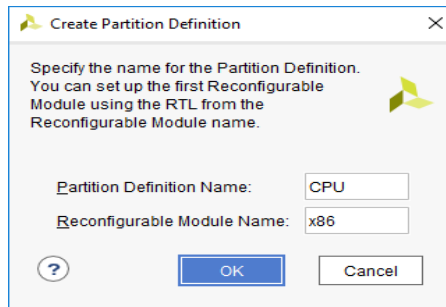 Create Partition Definition
Specify the name for the Partition Definition.
You can set up the first Reconfigurable
Module using the RTL from the
Reconfigurable Module name.
Partition Definition Name: CPU
Reconfigurable Module Name: x86
? OK Cancel